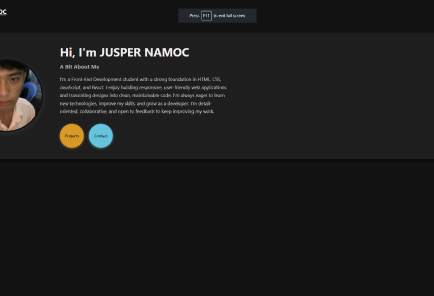 OC
Press F11 to exit full screen
Hi, I'm JUSPER NAMOC
A Bit About Me
I'm a Front-End Development student with a strong foundation in HTML, CSS,
JavaScript, and React. I enjoy building responsive, user-friendly web applications
and translating designs into clean, maintainable code. I'm always eager to learn
new technologies, improve my skills, and grow as a developer. I'm detail-
oriented, collaborative, and open to feedback to keep improving my work.
Projects
Contact